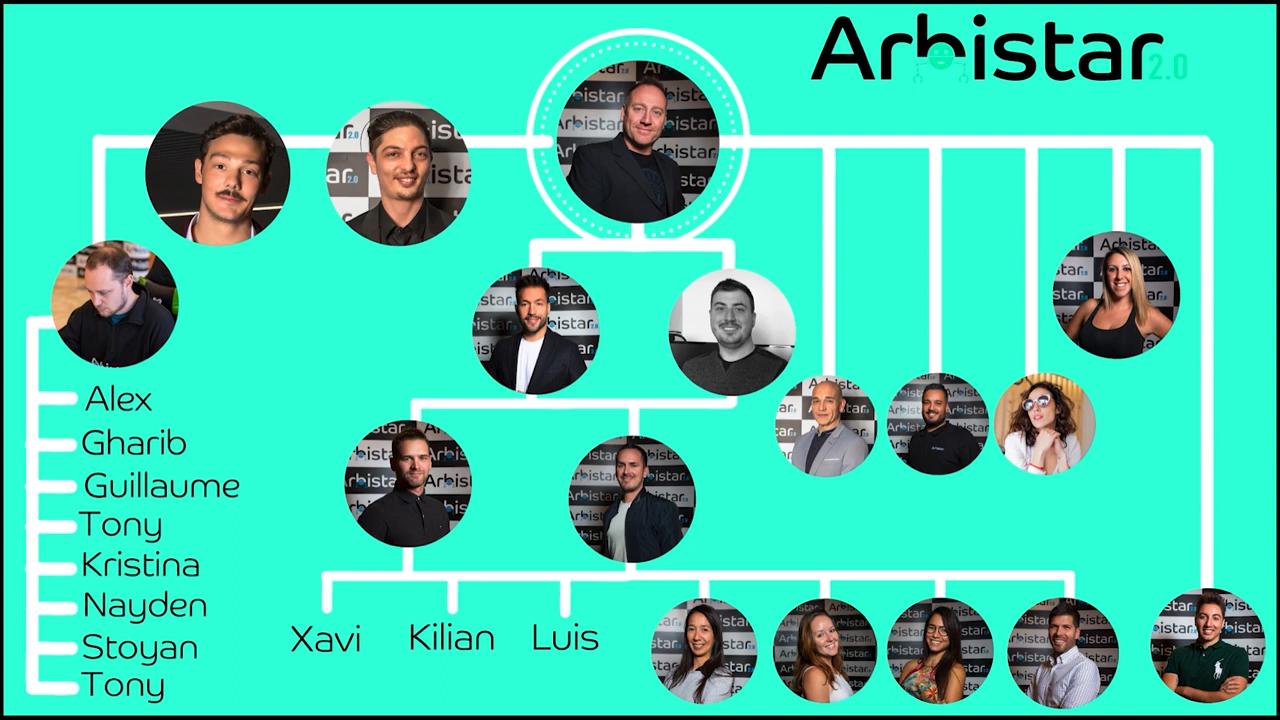 Arbistar 2.0
Alex
Gharib
Guillaume
Tony
Kristina
Nayden
Stoyan
Tony
Xavi
Kilian
Luis